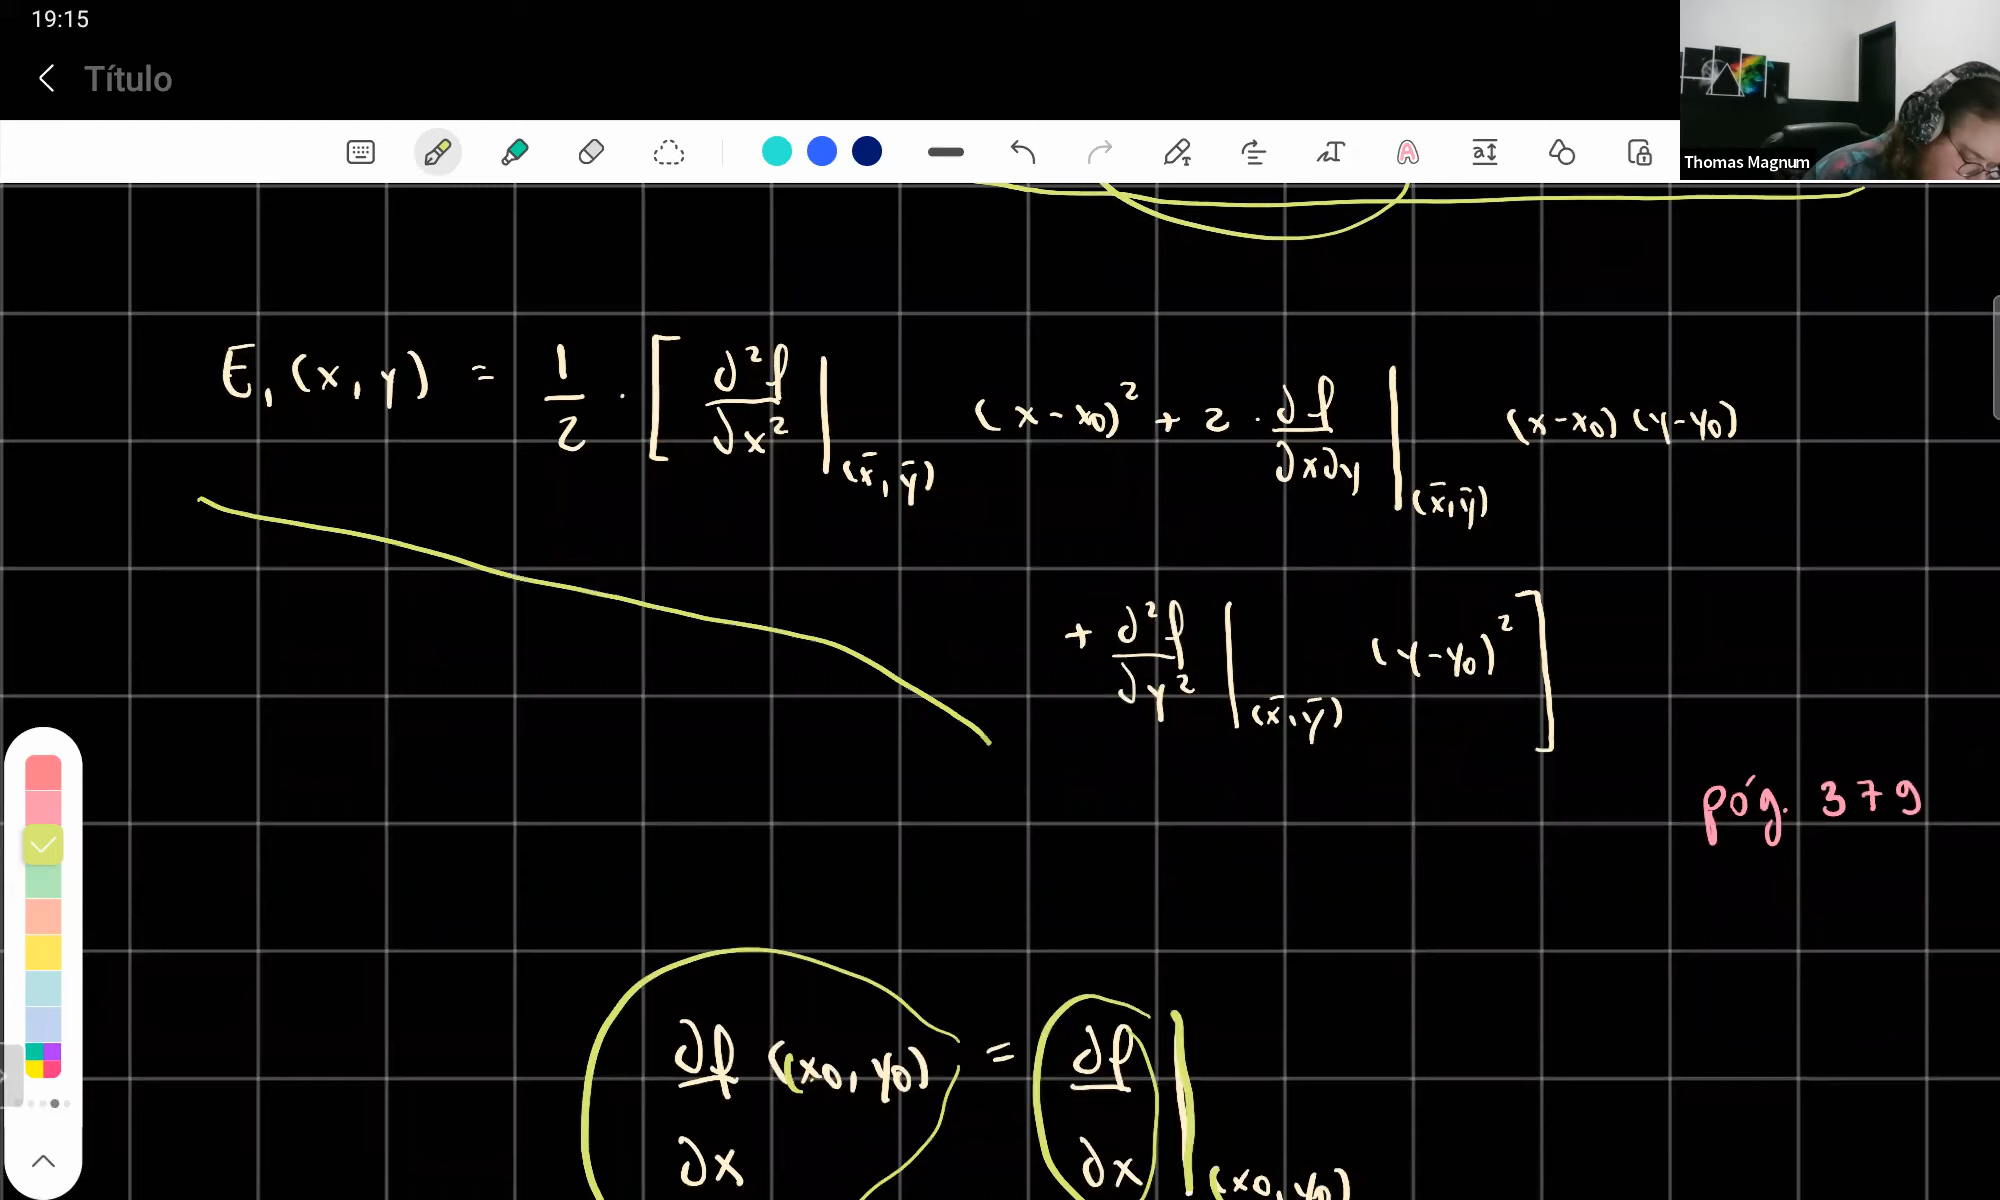 19:15
Título
Thomas Magnum
E₁(x, y) = 1/2 · [ ∂²f/∂x² |(x̄, ȳ) (x-x₀)² + 2 · ∂f/∂x∂y |(x̄, ȳ) (x-x₀)(y-y₀)
+ ∂²f/∂y² |(x̄, ȳ) (y-y₀)² ]
pág. 379
∂f/∂x (x₀, y₀) = ∂f/∂x |(x₀, y₀)